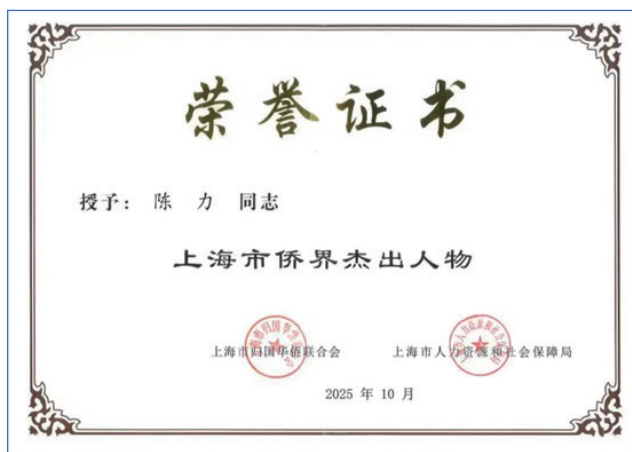 荣誉证书
授予： 陈 力 同志
上海市侨界杰出人物
上海市归国华侨联合会 上海市人力资源和社会保障局
2025 年 10 月